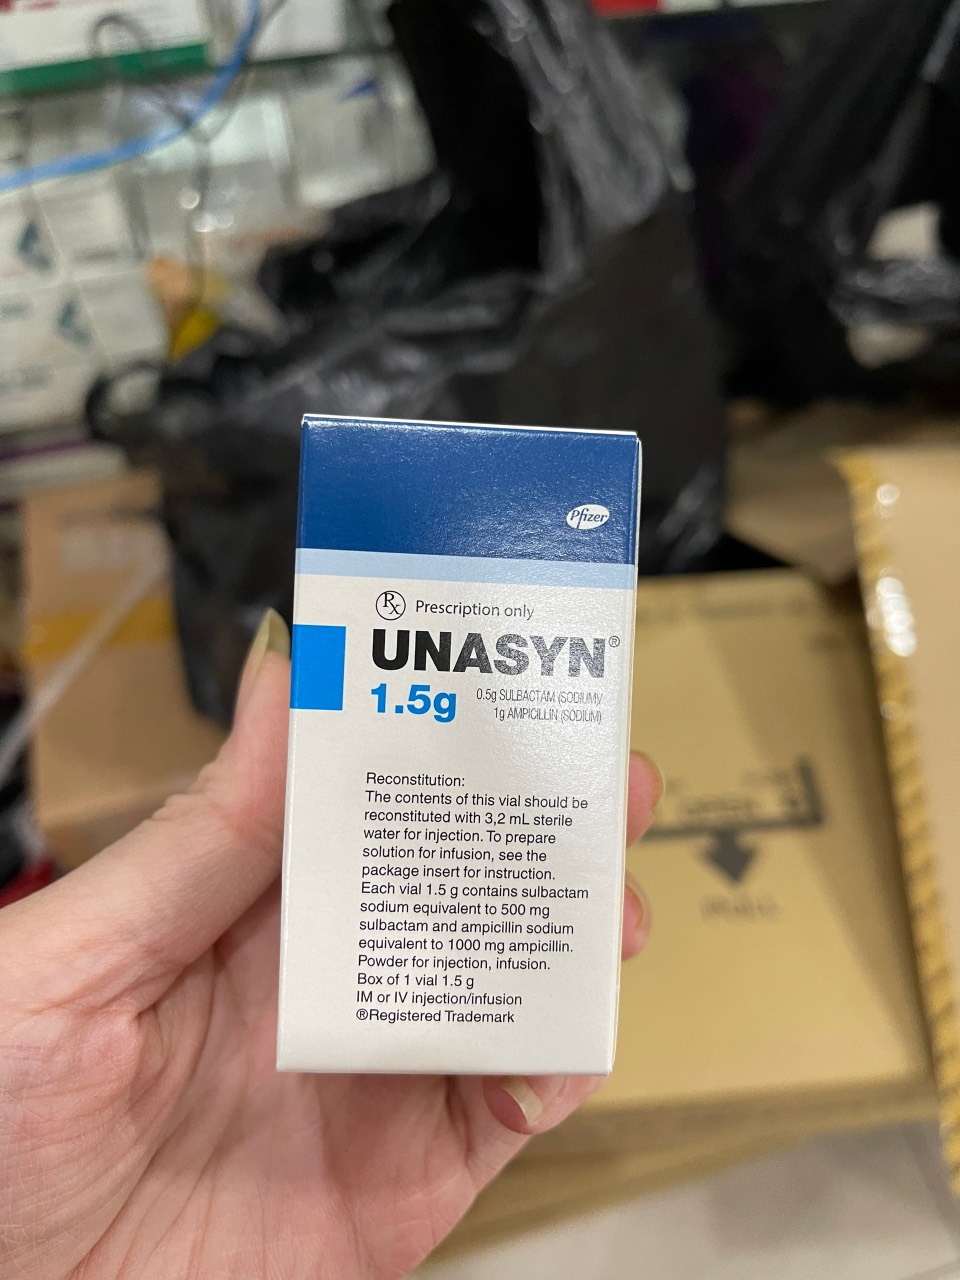 Pfizer
Rx Prescription only
UNASYN®
1.5g
0.5g SULBACTAM (SODIUM)/
1g AMPICILLIN (SODIUM)
Reconstitution:
The contents of this vial should be
reconstituted with 3,2 mL sterile
water for injection. To prepare
solution for infusion, see the
package insert for instruction.
Each vial 1.5 g contains sulbactam
sodium equivalent to 500 mg
sulbactam and ampicillin sodium
equivalent to 1000 mg ampicillin.
Powder for injection, infusion.
Box of 1 vial 1.5 g
IM or IV injection/infusion
®Registered Trademark